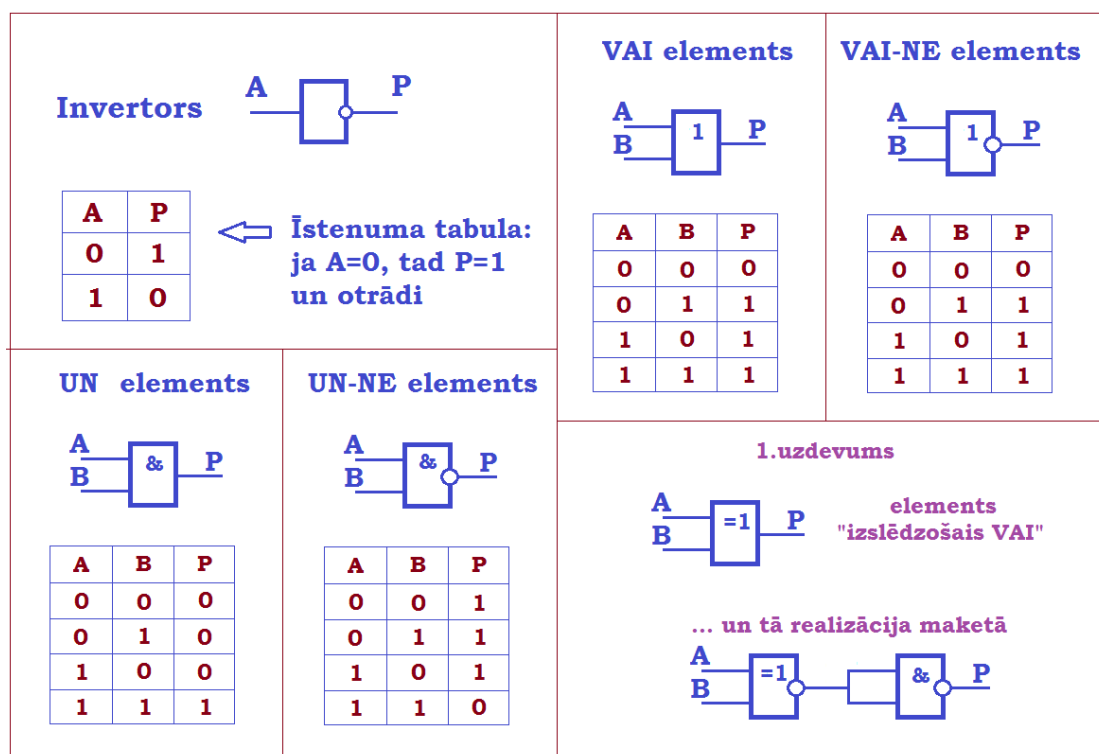 Invertors
A
P
A P
0 1
1 0
Īstenuma tabula:
ja A=0, tad P=1
un otrādi
VAI elements
A
B
1
P
A B P
0 0 0
0 1 1
1 0 1
1 1 1
VAI-NE elements
A
B
1
P
A B P
0 0 0
0 1 1
1 0 1
1 1 1
UN elements
A
B
&
P
A B P
0 0 0
0 1 0
1 0 0
1 1 1
UN-NE elements
A
B
&
P
A B P
0 0 1
0 1 1
1 0 1
1 1 0
1.uzdevums
A
B
=1
P
elements
"izslēdzošais VAI"
... un tā realizācija maketā
A
B
=1
&
P